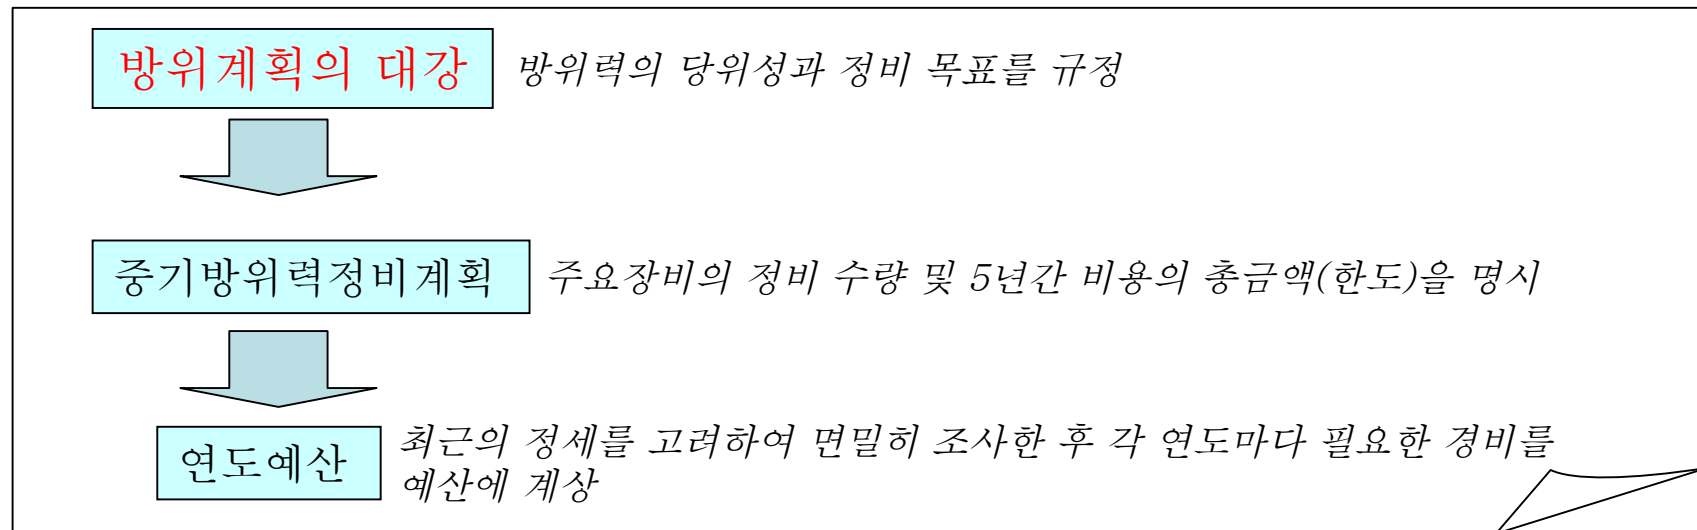 방위계획의 대강 방위력의 당위성과 정비 목표를 규정
중기방위력정비계획 주요장비의 정비 수량 및 5년간 비용의 총금액(한도)을 명시
연도예산 최근의 정세를 고려하여 면밀히 조사한 후 각 연도마다 필요한 경비를
예산에 계상